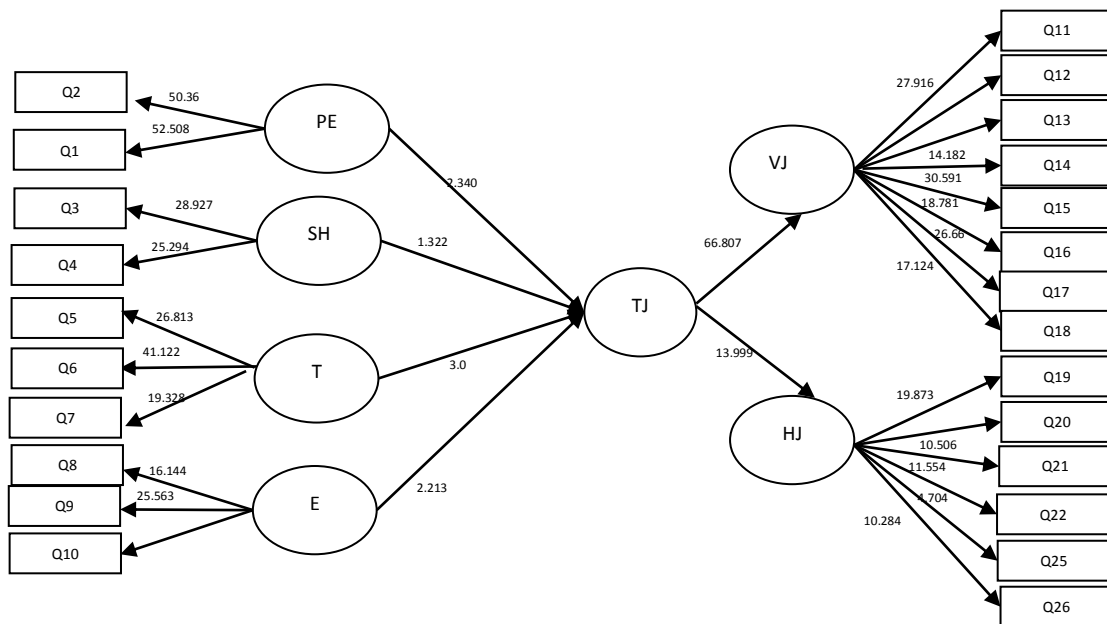 Q11
Q2
50.36
PE
27.916
Q12
52.508
Q13
Q1
14.182
VJ
Q14
2.340
30.591
Q3
28.927
18.781
Q15
SH
1.322
26.66
Q16
25.294
66.807
17.124
Q4
Q17
Q5
26.813
TJ
Q18
41.122
13.999
Q6
T
3.0
Q19
19.328
19.873
Q7
Q20
HJ
10.506
Q8
16.144
11.554
Q21
2.213
4.704
25.563
E
10.284
Q22
Q9
Q10
Q25
Q26